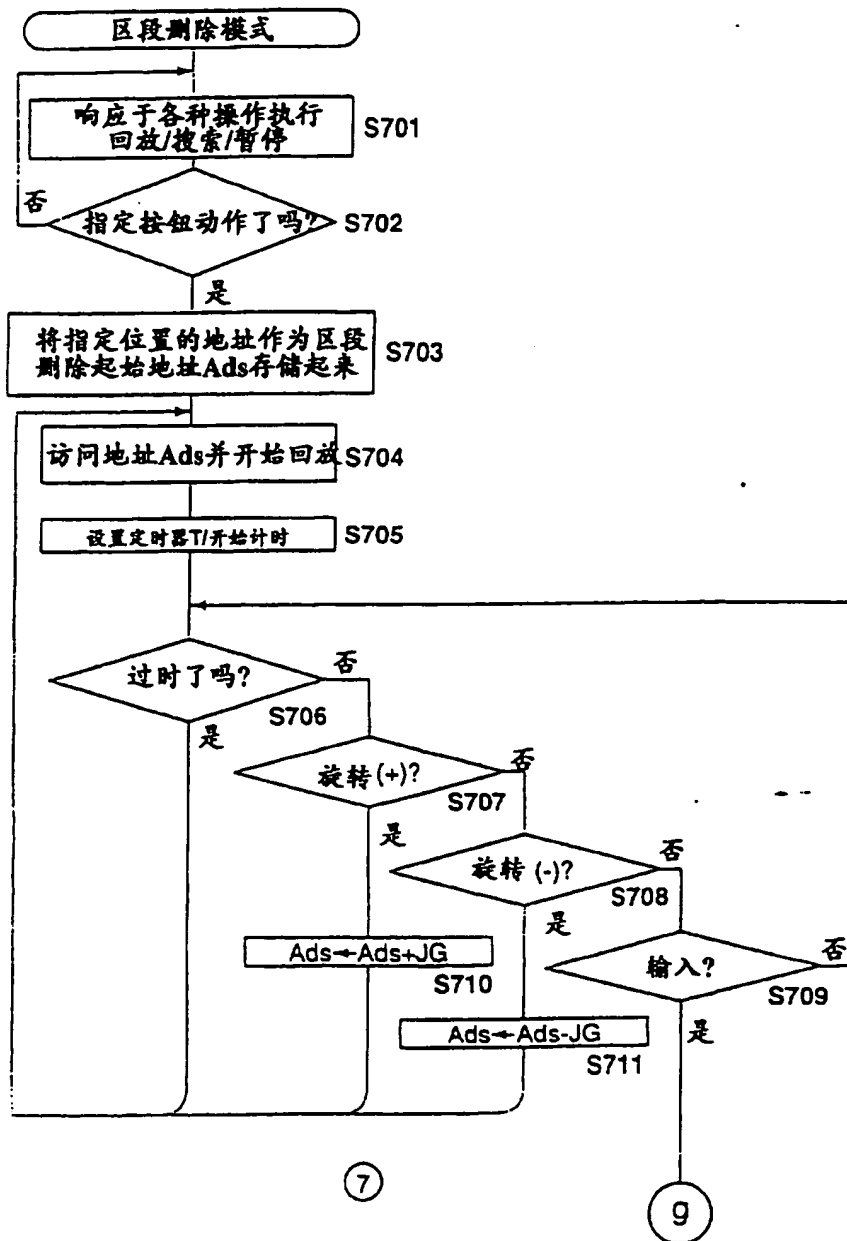 区段删除模式
响应于各种操作执行
回放/搜索/暂停
S701
否
指定按钮动作了吗?
S702
是
将指定位置的地址作为区段
删除起始地址Ads存储起来
S703
访问地址Ads并开始回放
S704
设置定时器T/开始计时
S705
过时了吗?
否
S706
是
旋转(+)?
否
S707
是
旋转(-)?
否
S708
是
Ads←Ads+JG
S710
输入?
否
S709
是
Ads←Ads-JG
S711
7
g